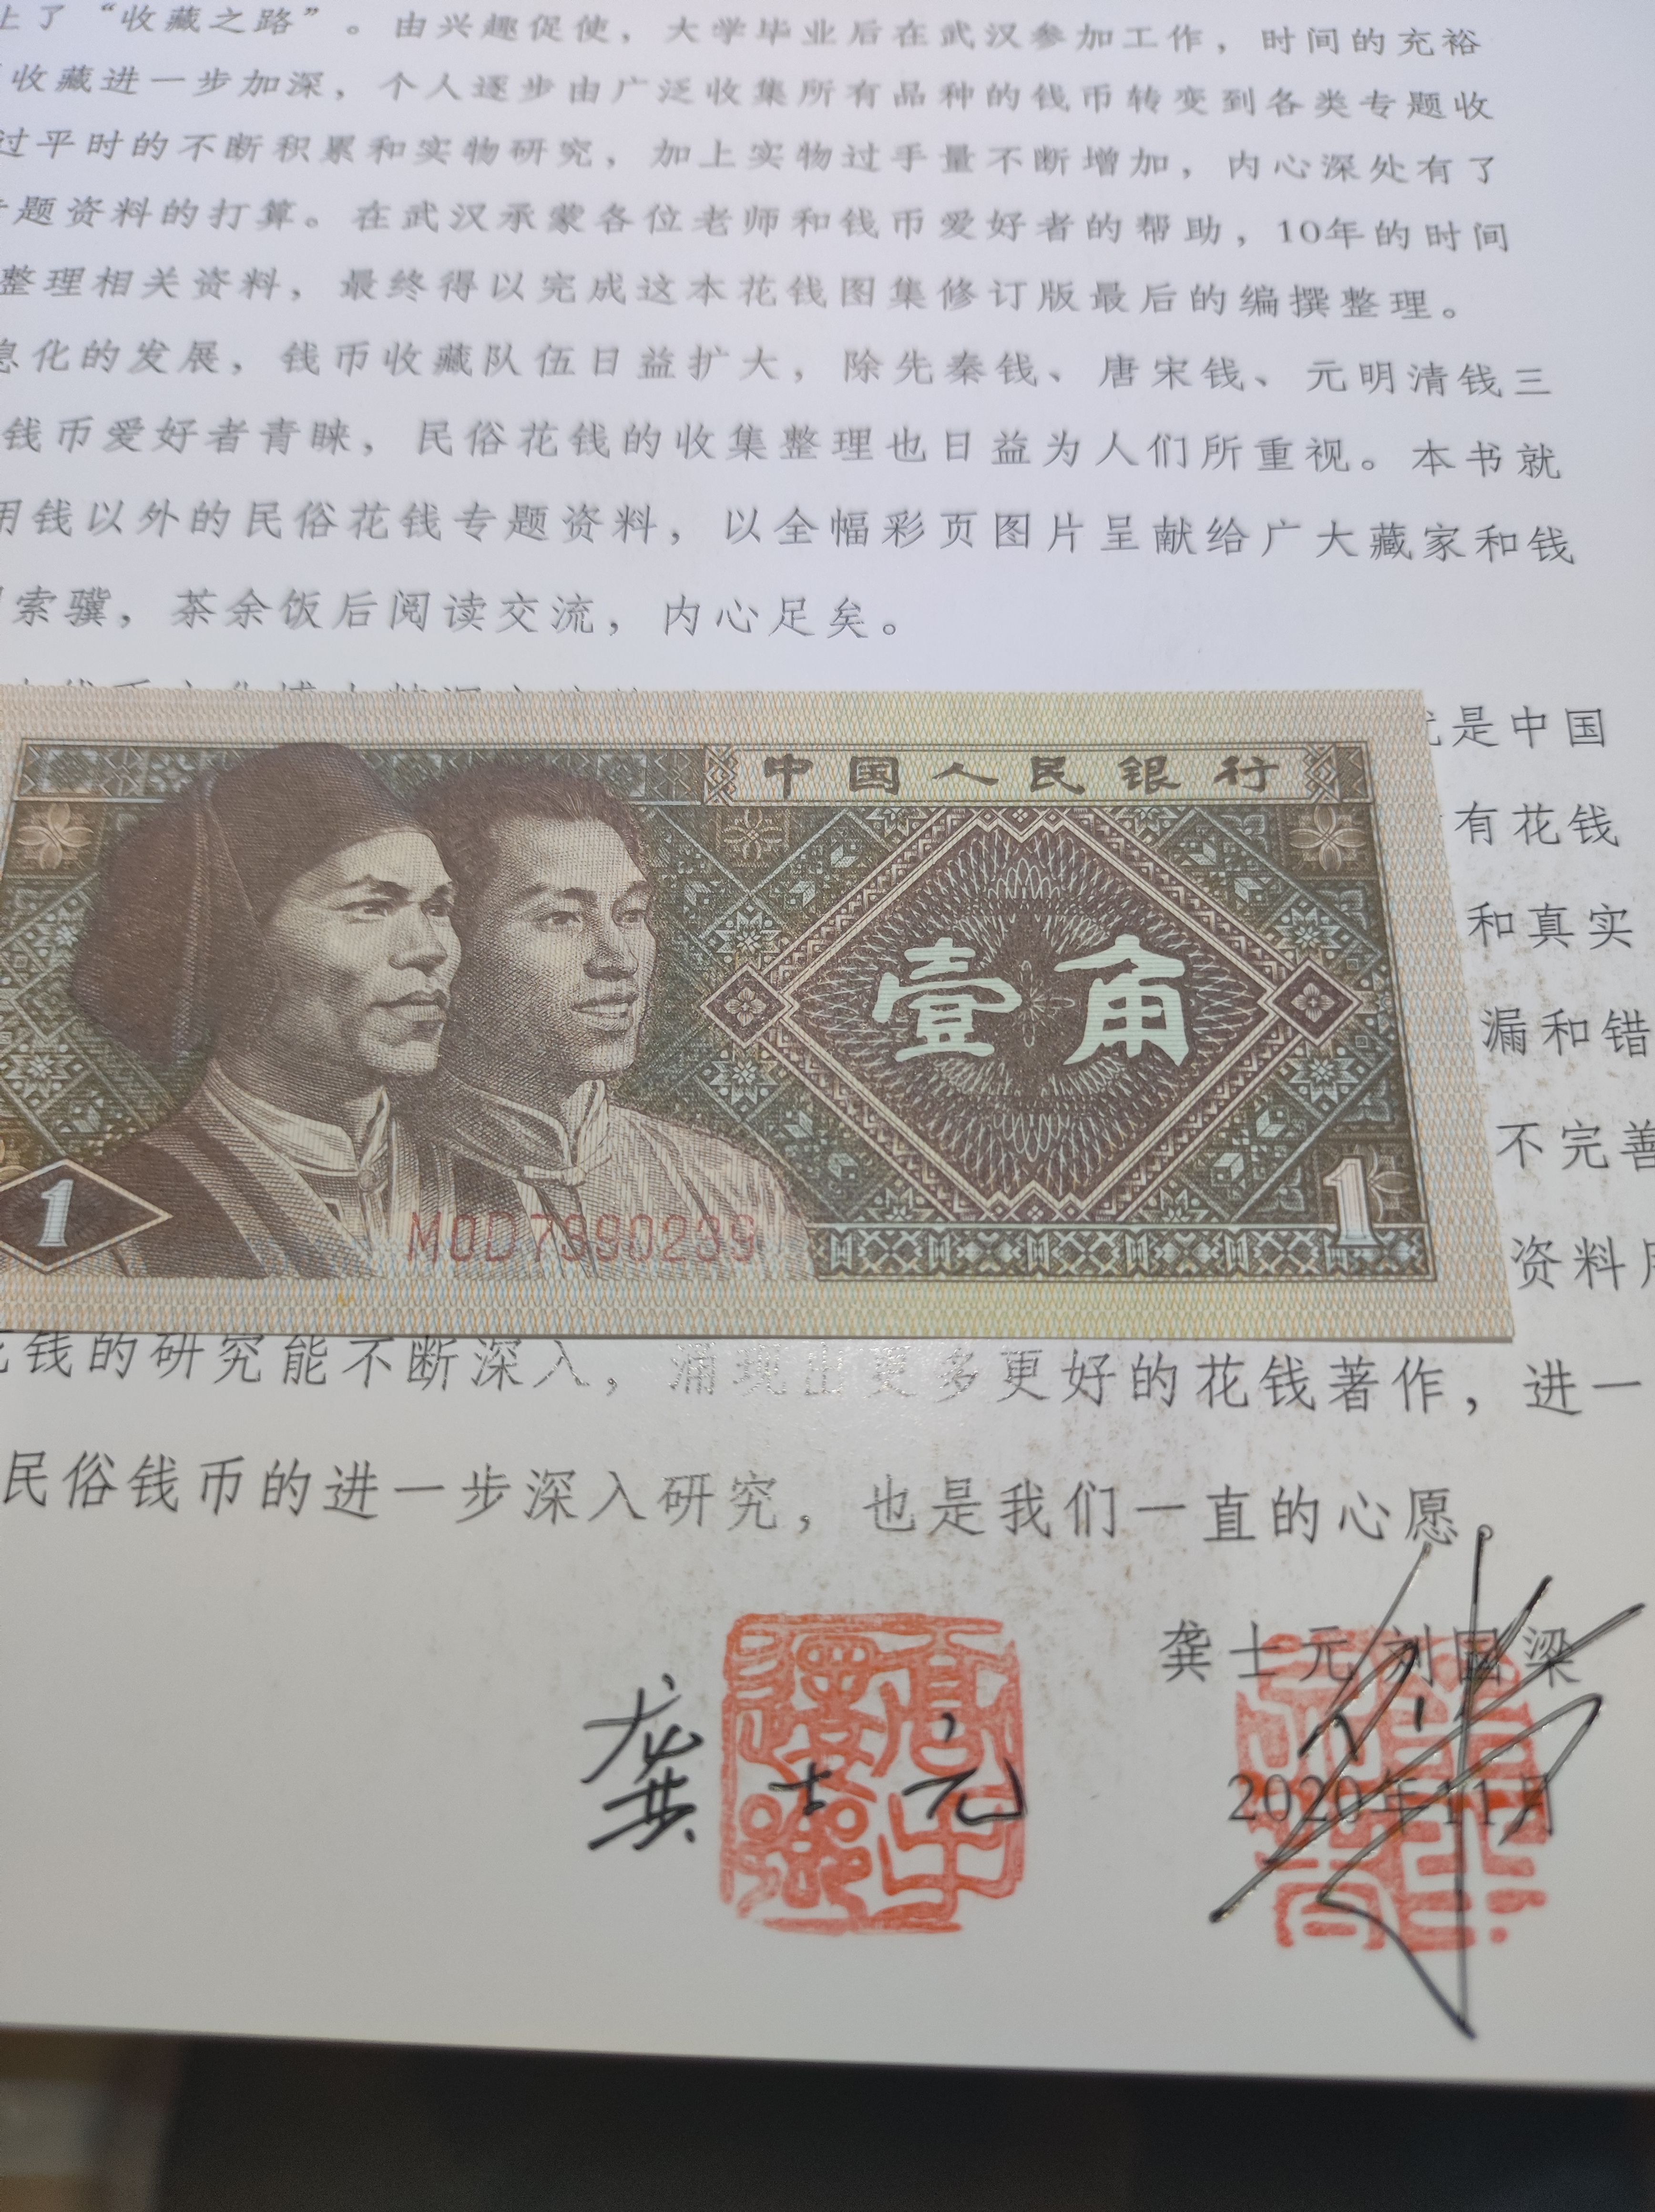 上了“收藏之路”。由兴趣促使，大学毕业后在武汉参加工作，时间的充裕
收藏进一步加深，个人逐步由广泛收集所有品种的钱币转变到各类专题收
过平时的不断积累和实物研究，加上实物过手量不断增加，内心深处有了
题资料的打算。在武汉承蒙各位老师和钱币爱好者的帮助，10年的时间
整理相关资料，最终得以完成这本花钱图集修订版最后的编撰整理。
息化的发展，钱币收藏队伍日益扩大，除先秦钱、唐宋钱、元明清钱三
钱币爱好者青睐，民俗花钱的收集整理也日益为人们所重视。本书就
用钱以外的民俗花钱专题资料，以全幅彩页图片呈献给广大藏家和钱
索骥，茶余饭后阅读交流，内心足矣。
是中国
有花钱
和真实
漏和错
不完善
资料
中国人民银行
壹角
1
1
M0D7990239
钱的研究能不断深入，涌现出更多更好的花钱著作，进一
民俗钱币的进一步深入研究，也是我们一直的心愿。
龚士元 刘国梁
2020年11月
龚士元